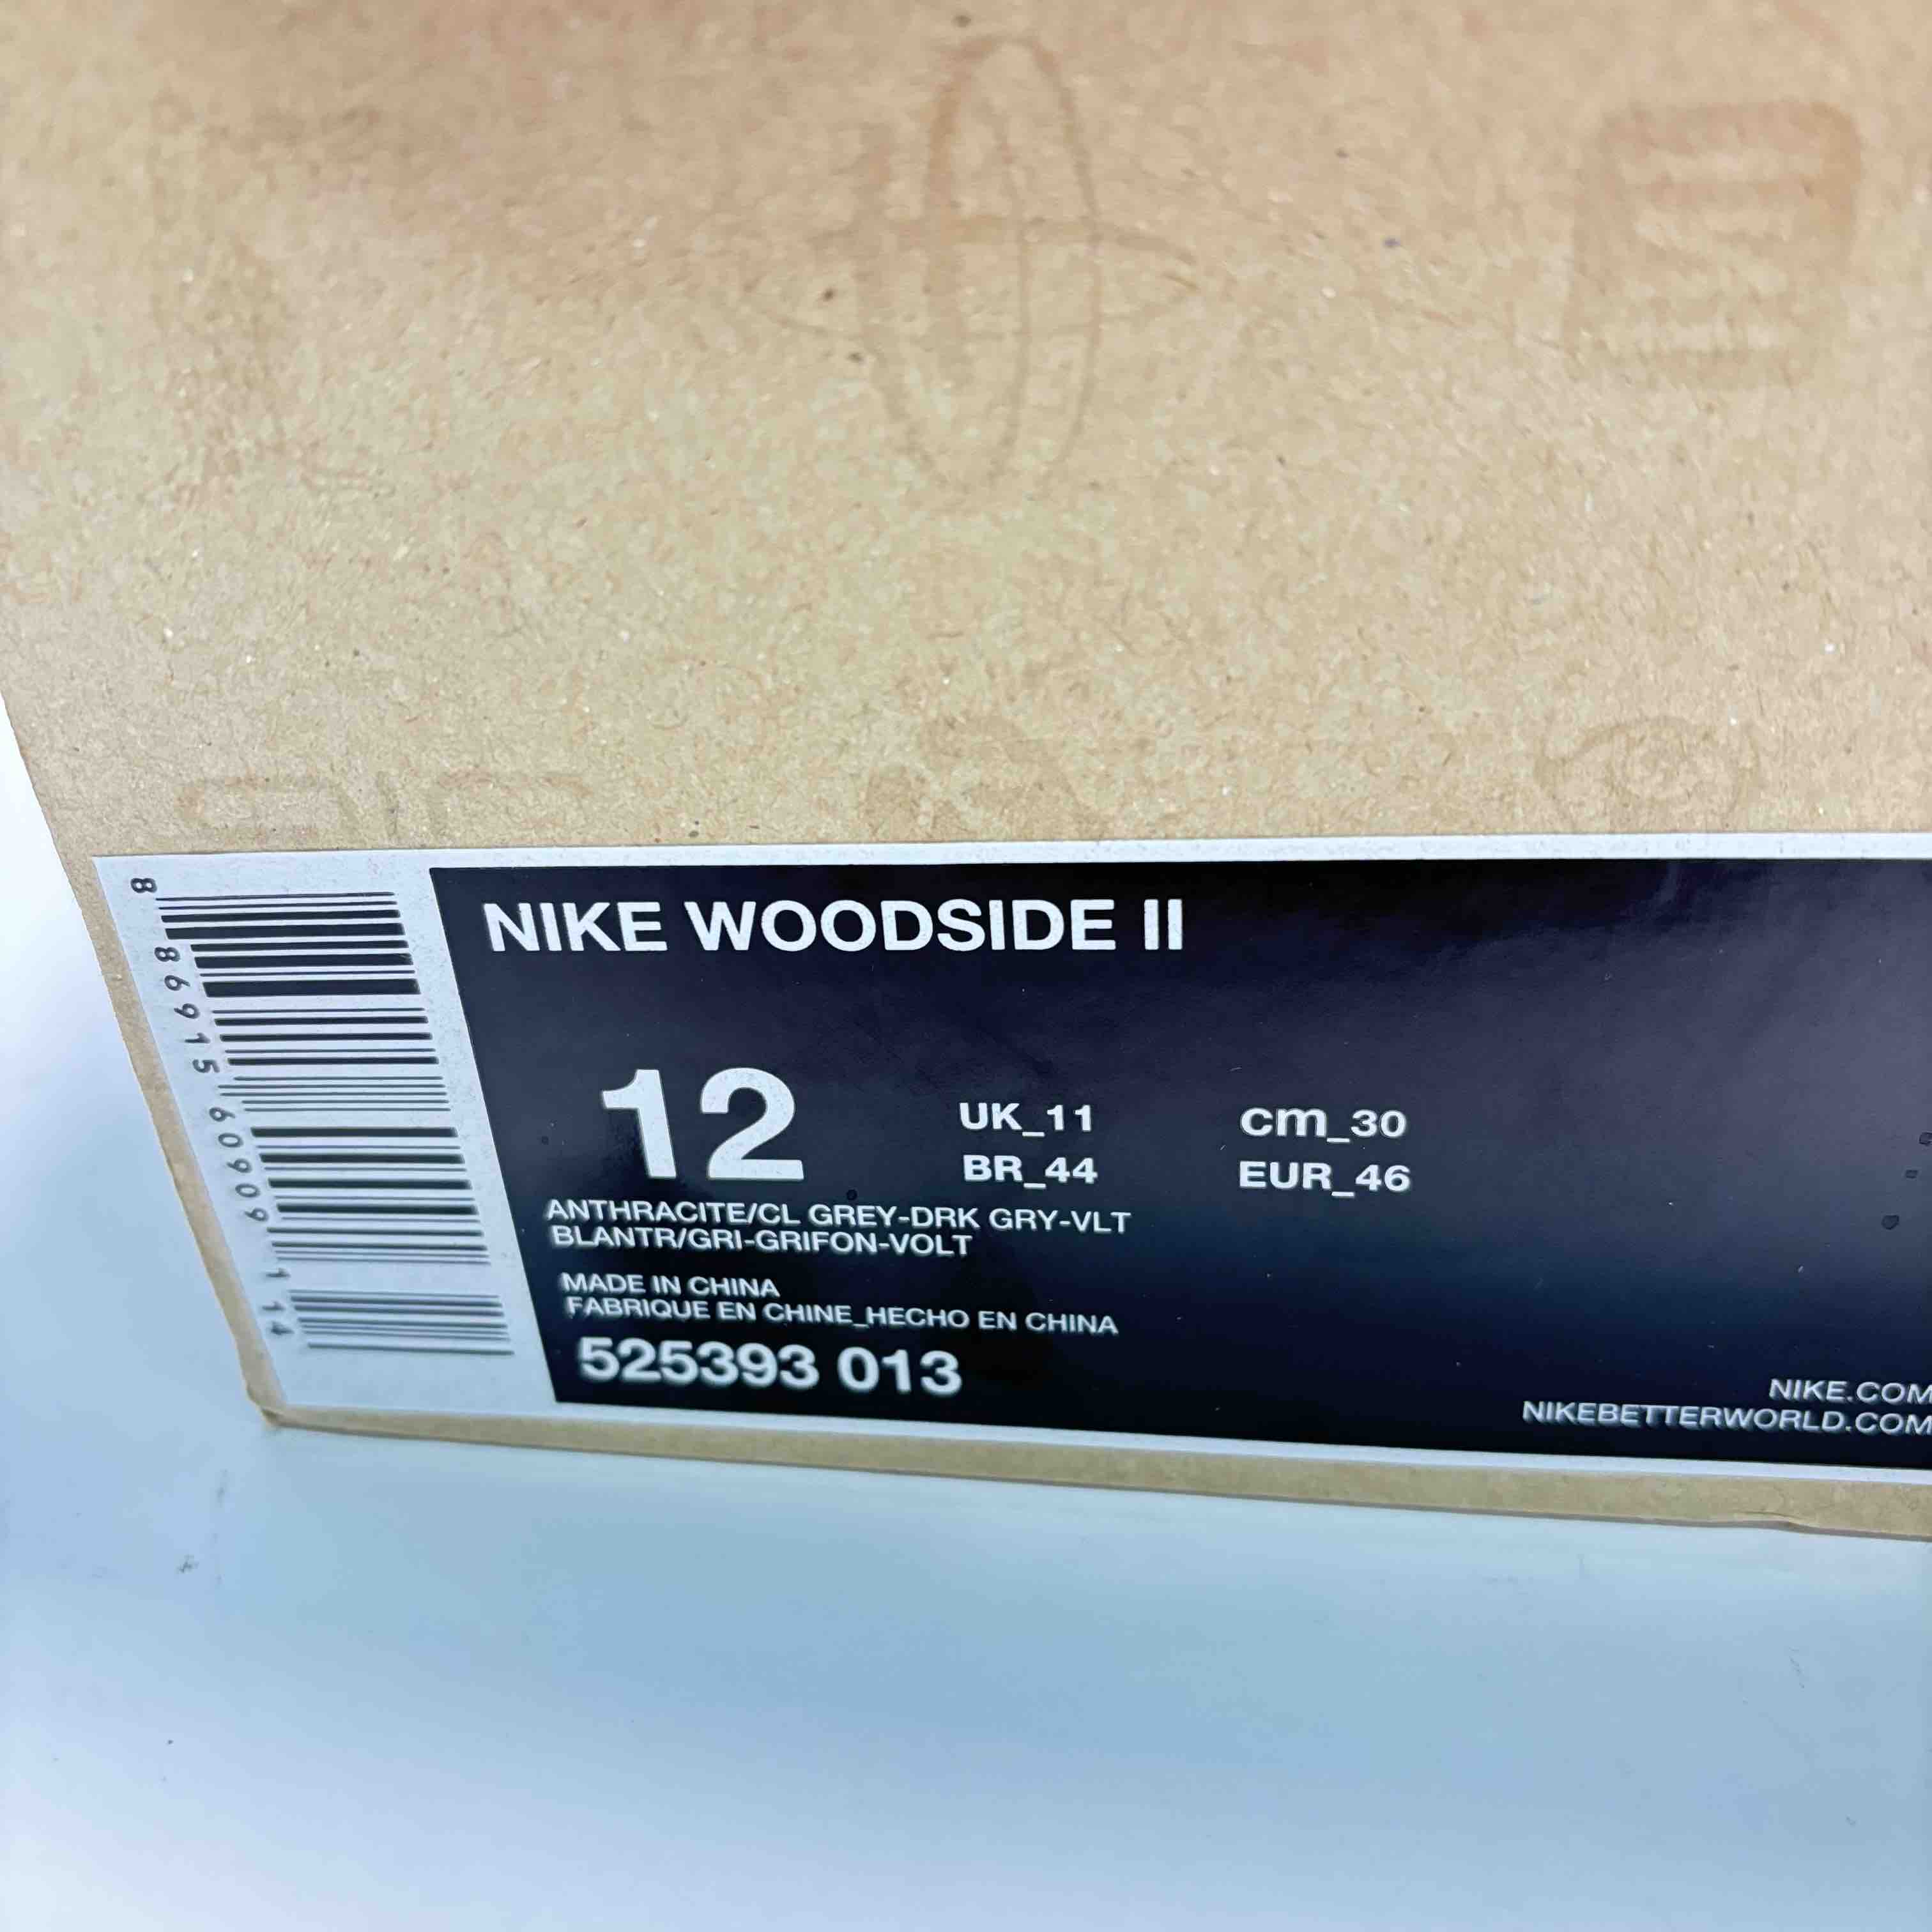 NIKE WOODSIDE II
12
UK_11 cm_30
BR_44 EUR_46
ANTHRACITE/CL GREY-DRK GRY-VLT
BLANTR/GRI-GRIFON-VOLT
MADE IN CHINA
FABRIQUE EN CHINE_HECHO EN CHINA
525393 013
NIKE.COM
NIKEBETTERWORLD.COM
8 86915 60909 1 14